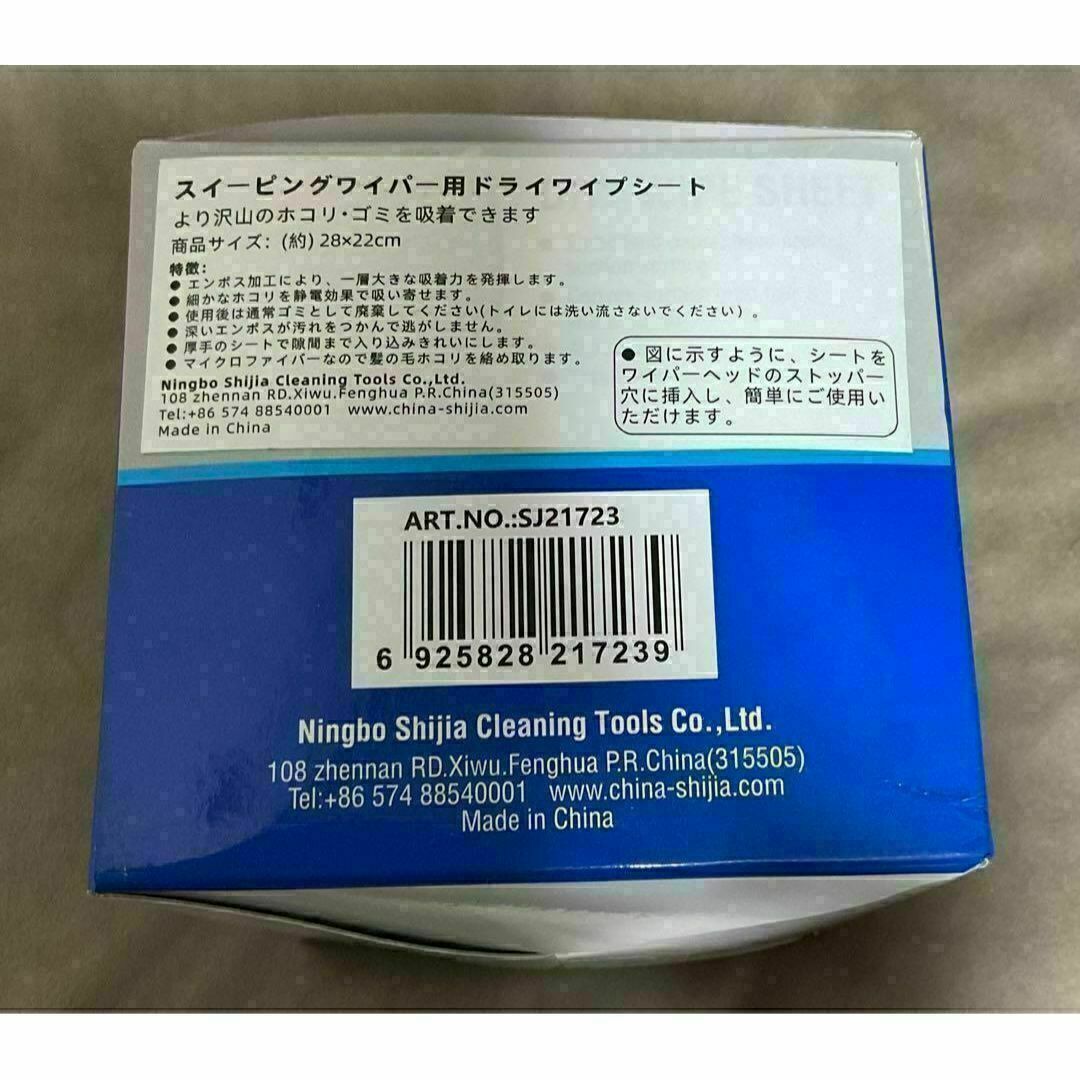 スイーピングワイパー用ドライワイプシート
より沢山のホコリ・ゴミを吸着できます
商品サイズ: (約) 28×22cm
特徴:
● エンボス加工により、一層大きな吸着力を発揮します。
● 細かなホコリを静電効果で吸い寄せます。
● 使用後は通常ゴミとして廃棄してください(トイレには洗い流さないでください)。
● 深いエンボスが汚れをつかんで逃がしません。
● 厚手のシートで隙間まで入り込みきれいにします。
● マイクロファイバーなので髪の毛ホコリを絡め取ります。
Ningbo Shijia Cleaning Tools Co.,Ltd.
108 zhennan RD.Xiwu.Fenghua P.R.China(315505)
Tel:+86 574 88540001 www.china-shijia.com
Made in China
● 図に示すように、シートを
ワイパーヘッドのストッパー
穴に挿入し、簡単にご使用い
ただけます。
ART.NO.:SJ21723
6 925828 217239
Ningbo Shijia Cleaning Tools Co.,Ltd.
108 zhennan RD.Xiwu.Fenghua P.R.China(315505)
Tel:+86 574 88540001 www.china-shijia.com
Made in China